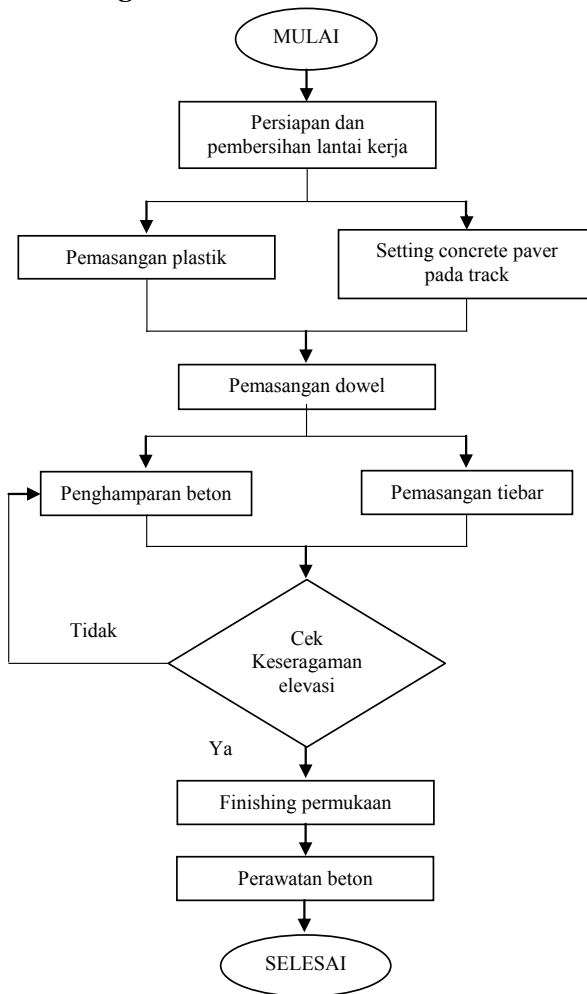 MULAI
Persiapan dan
pembersihan lantai kerja
Pemasangan plastik
Setting concrete paver
pada track
Pemasangan dowel
Penghamparan beton
Pemasangan tiebar
Tidak
Cek
Keseragaman
elevasi
Ya
Finishing permukaan
Perawatan beton
SELESAI